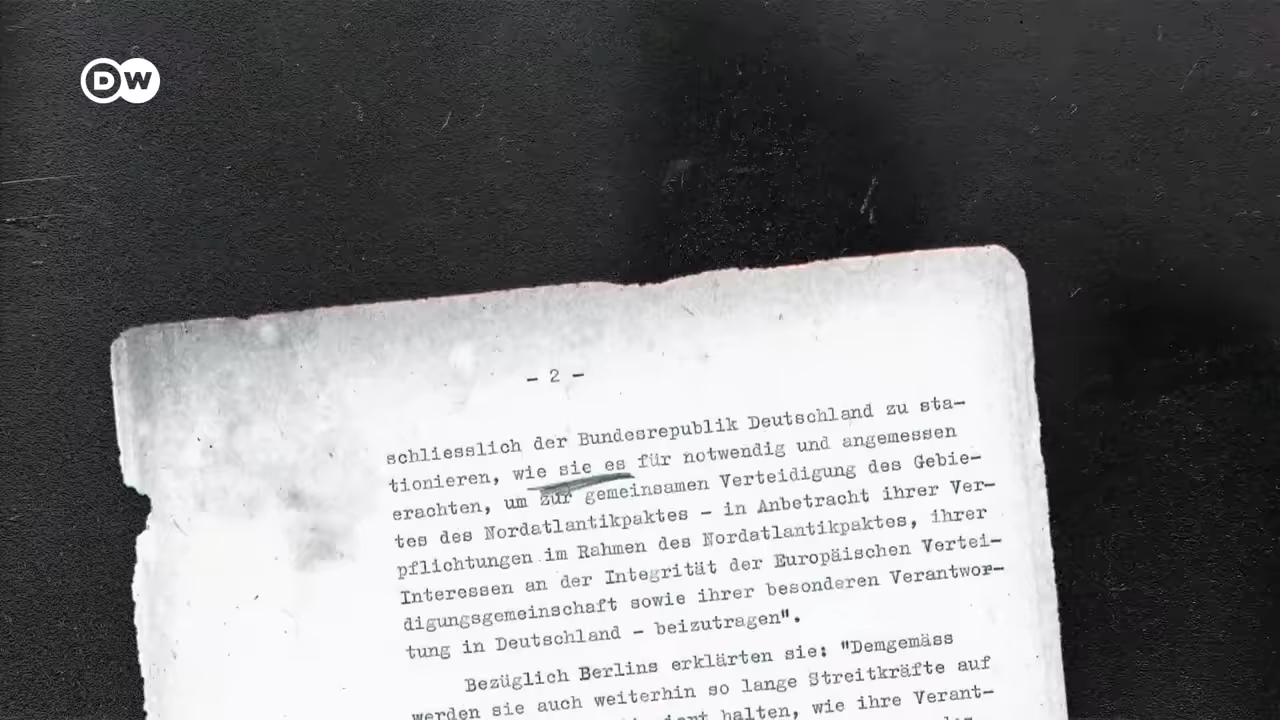 DW
- 2 -
schliesslich der Bundesrepublik Deutschland zu sta-
tionieren, wie sie es für notwendig und angemessen
erachten, um zur gemeinsamen Verteidigung des Gebie-
tes des Nordatlantikpaktes - in Anbetracht ihrer Ver-
pflichtungen im Rahmen des Nordatlantikpaktes, ihrer
Interessen an der Integrität der Europäischen Vertei-
digungsgemeinschaft sowie ihrer besonderen Verantwor-
tung in Deutschland - beizutragen".
Bezüglich Berlins erklärten sie: "Demgemäss
werden sie auch weiterhin so lange Streitkräfte auf
halten, wie ihre Verant-